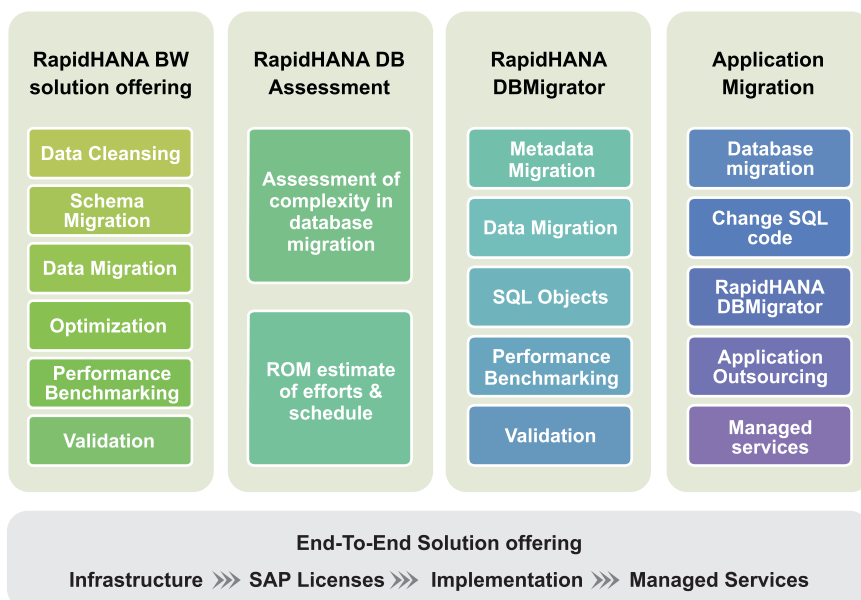 RapidHANA BW
solution offering
Data Cleansing
Schema
Migration
Data Migration
Optimization
Performance
Benchmarking
Validation
RapidHANA DB
Assessment
Assessment of
complexity in
database
migration
ROM estimate
of efforts &
schedule
RapidHANA
DBMigrator
Metadata
Migration
Data Migration
SQL Objects
Performance
Benchmarking
Validation
Application
Migration
Database
migration
Change SQL
code
RapidHANA
DBMigrator
Application
Outsourcing
Managed
services
End-To-End Solution offering
Infrastructure SAP Licenses Implementation Managed Services